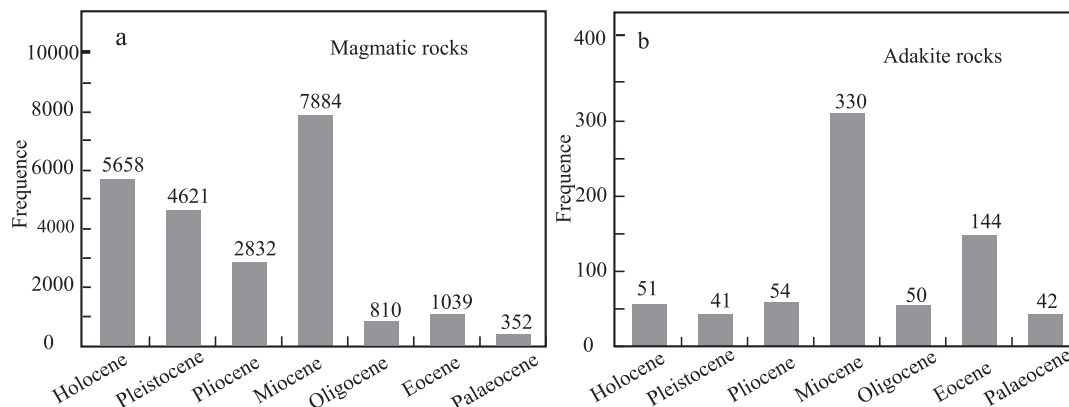 a
Magmatic rocks
Frequence
10000
8000
6000
4000
2000
0
5658
4621
2832
7884
810
1039
352
Holocene
Pleistocene
Pliocene
Miocene
Oligocene
Eocene
Palaeocene
b
Adakite rocks
Frequence
400
300
200
100
0
51
41
54
330
50
144
42
Holocene
Pleistocene
Pliocene
Miocene
Oligocene
Eocene
Palaeocene